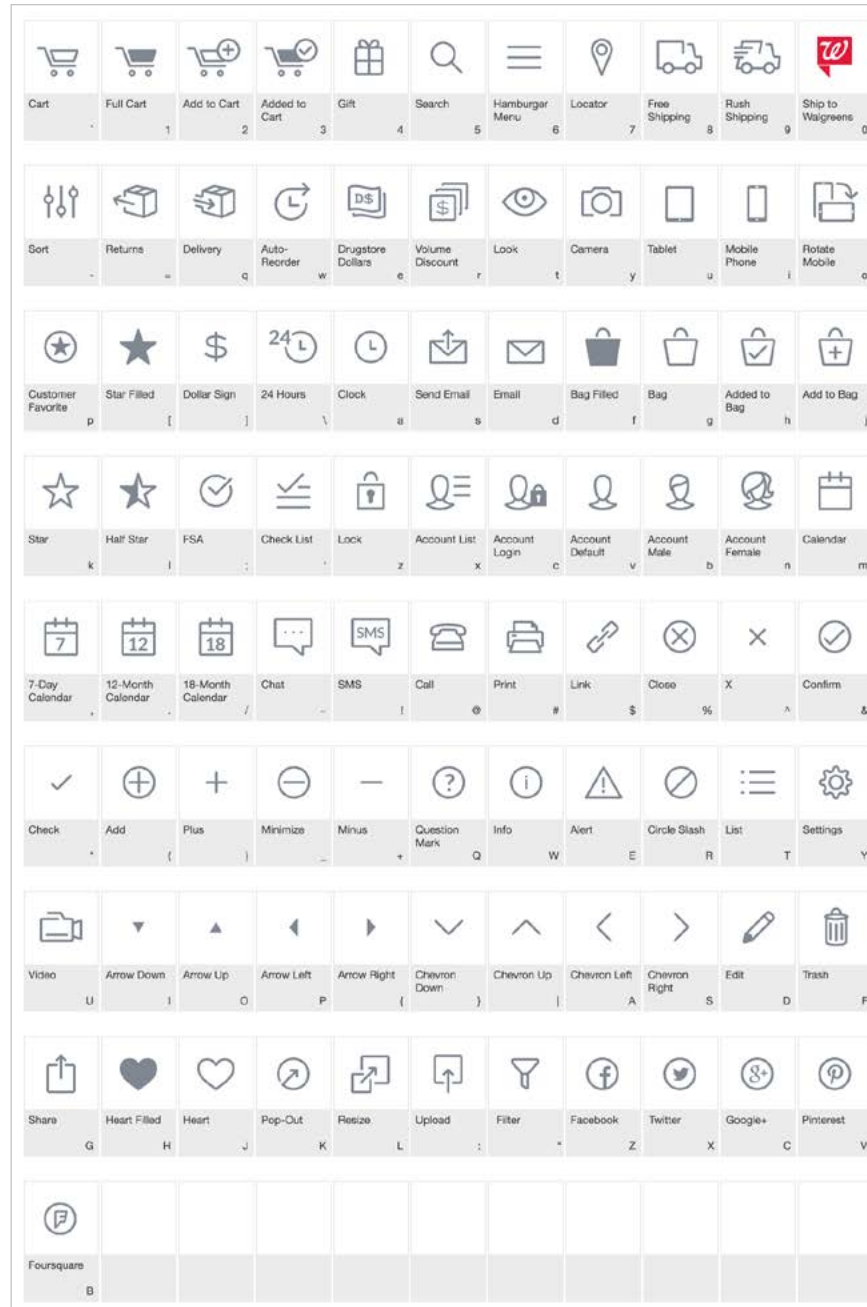 W
Cart Full Cart Add to Cart Added to Cart Gift Search Hamburger Menu Locator Free Shipping Rush Shipping Ship to Walgreens
` 1 2 3 4 5 6 7 8 9 0
D$ $
Sort Returns Delivery Auto-Reorder Drugstore Dollars Volume Discount Look Camera Tablet Mobile Phone Rotate Mobile
- = q w e r t y u i o
$ 24
Customer Favorite Star Filled Dollar Sign 24 Hours Clock Send Email Email Bag Filled Bag Added to Bag Add to Bag
p [ ] \ a s d f g h j
Star Half Star FSA Check List Lock Account List Account Login Account Default Account Male Account Female Calendar
k l ; ' z x c v b n m
7 12 18 ... SMS
7-Day Calendar 12-Month Calendar 18-Month Calendar Chat SMS Call Print Link Close X Confirm
, . / ~ ! @ # $ % ^ &
? i !
Check Add Plus Minimize Minus Question Mark Info Alert Circle Slash List Settings
* ( ) _ + Q W E R T Y
Video Arrow Down Arrow Up Arrow Left Arrow Right Chevron Down Chevron Up Chevron Left Chevron Right Edit Trash
U I O P { } | A S D F
f 8+ P
Share Heart Filled Heart Pop-Out Resize Upload Filter Facebook Twitter Google+ Pinterest
G H J K L : " Z X C V
F
Foursquare
B